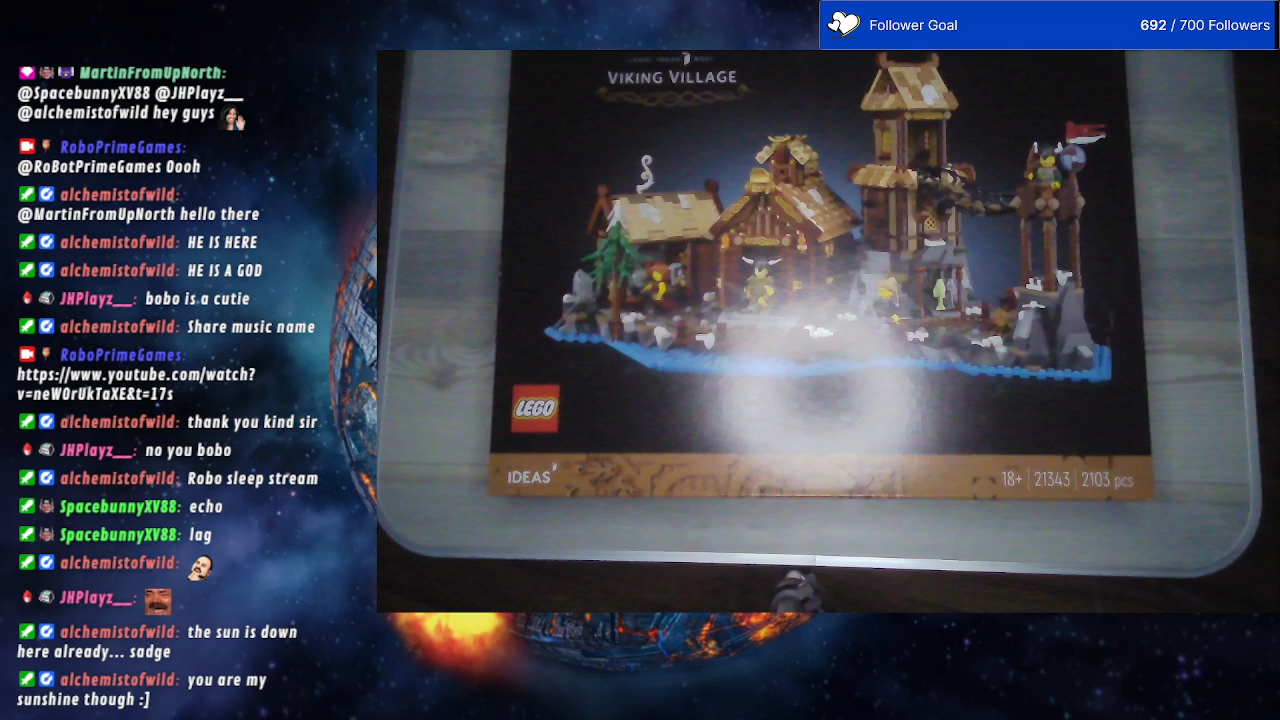 Follower Goal
692 / 700 Followers
MartinFromUpNorth:
@SpacebunnyXV88 @JHPlayz__
@alchemistofwild hey guys
RoboPrimeGames:
@RoBotPrimeGames Oooh
alchemistofwild:
@MartinFromUpNorth hello there
alchemistofwild: HE IS HERE
alchemistofwild: HE IS A GOD
JHPlayz__: bobo is a cutie
alchemistofwild: Share music name
RoboPrimeGames:
https://www.youtube.com/watch?
v=neW0rUkTaXE&t=17s
alchemistofwild: thank you kind sir
JHPlayz__: no you bobo
alchemistofwild: Robo sleep stream
SpacebunnyXV88: echo
SpacebunnyXV88: lag
alchemistofwild:
JHPlayz__:
alchemistofwild: the sun is down
here already... sadge
alchemistofwild: you are my
sunshine though :]
VIKING VILLAGE
LEGO
IDEAS
18+ | 21343 | 2103 pcs